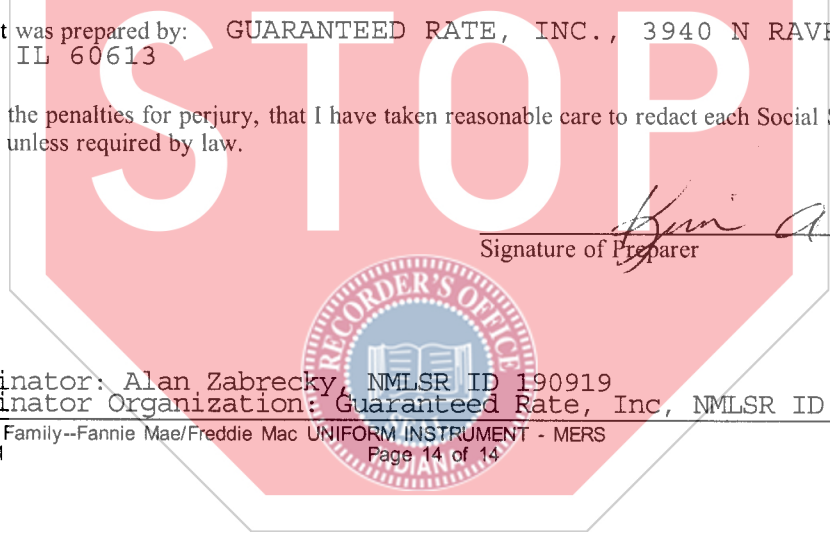 STOP
t was prepared by: GUARANTEED RATE, INC., 3940 N RAVE
IL 60613
the penalties for perjury, that I have taken reasonable care to redact each Social S
unless required by law.
Signature of Preparer
RECORDER'S OFFICE
INDIANA
inator: Alan Zabrecky, NMLSR ID 190919
inator Organization: Guaranteed Rate, Inc, NMLSR ID
Family--Fannie Mae/Freddie Mac UNIFORM INSTRUMENT - MERS
Page 14 of 14